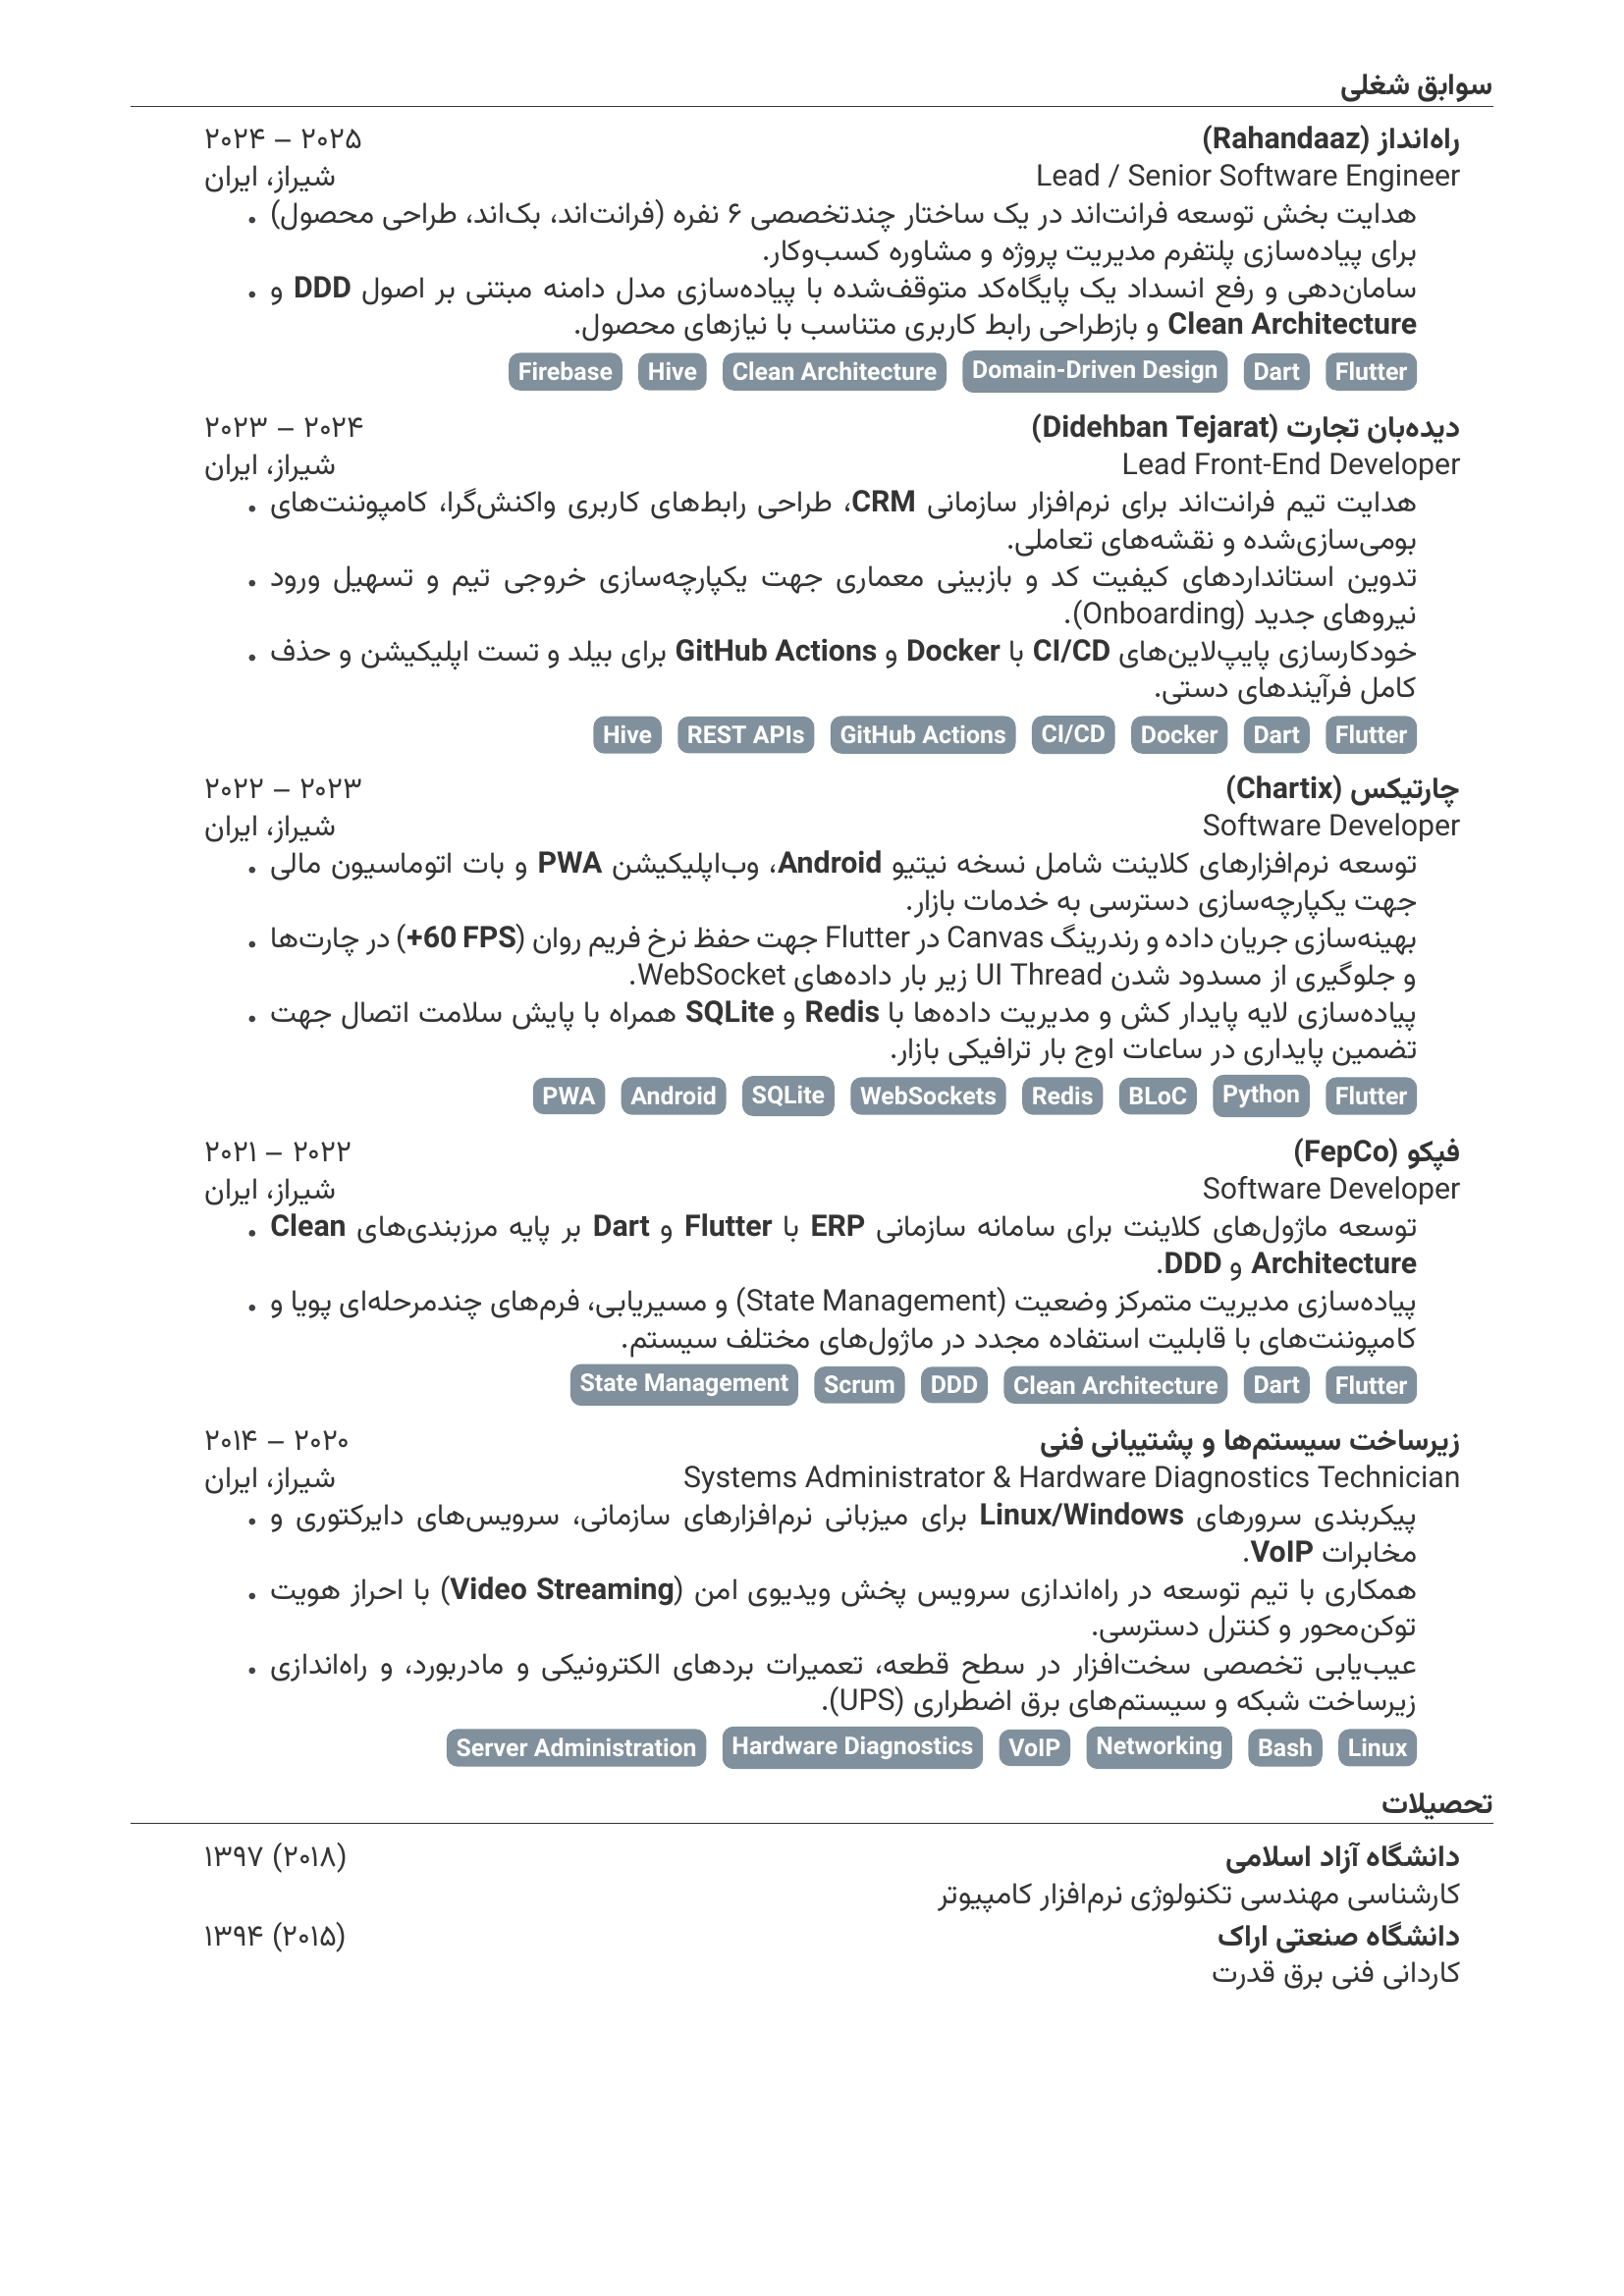 سوابق شغلی
راه‌انداز (Rahandaaz) ۲۰۲۴ – ۲۰۲۵
Lead / Senior Software Engineer شیراز، ایران
• هدایت بخش توسعه فرانت‌اند در یک ساختار چندتخصصی ۶ نفره (فرانت‌اند، بک‌اند، طراحی محصول)
برای پیاده‌سازی پلتفرم مدیریت پروژه و مشاوره کسب‌وکار.
• سامان‌دهی و رفع انسداد یک پایگاه‌کد متوقف‌شده با پیاده‌سازی مدل دامنه مبتنی بر اصول DDD و
Clean Architecture و بازطراحی رابط کاربری متناسب با نیازهای محصول.
Flutter Dart Domain-Driven Design Clean Architecture Hive Firebase
دیده‌بان تجارت (Didehban Tejarat) ۲۰۲۳ – ۲۰۲۴
Lead Front-End Developer شیراز، ایران
• هدایت تیم فرانت‌اند برای نرم‌افزار سازمانی CRM، طراحی رابط‌های کاربری واکنش‌گرا، کامپوننت‌های
بومی‌سازی‌شده و نقشه‌های تعاملی.
• تدوین استانداردهای کیفیت کد و بازبینی معماری جهت یکپارچه‌سازی خروجی تیم و تسهیل ورود
نیروهای جدید (Onboarding).
• خودکارسازی پایپ‌لاین‌های CI/CD با Docker و GitHub Actions برای بیلد و تست اپلیکیشن و حذف
کامل فرآیندهای دستی.
Flutter Dart Docker CI/CD GitHub Actions REST APIs Hive
چارتیکس (Chartix) ۲۰۲۲ – ۲۰۲۳
Software Developer شیراز، ایران
• توسعه نرم‌افزارهای کلاینت شامل نسخه نیتیو Android، وب‌اپلیکیشن PWA و بات اتوماسیون مالی
جهت یکپارچه‌سازی دسترسی به خدمات بازار.
• بهینه‌سازی جریان داده و رندرینگ Canvas در Flutter جهت حفظ نرخ فریم روان (+60 FPS) در چارت‌ها
و جلوگیری از مسدود شدن UI Thread زیر بار داده‌های WebSocket.
• پیاده‌سازی لایه پایدار کش و مدیریت داده‌ها با Redis و SQLite همراه با پایش سلامت اتصال جهت
تضمین پایداری در ساعات اوج بار ترافیکی بازار.
Flutter Python BLoC Redis WebSockets SQLite Android PWA
فپکو (FepCo) ۲۰۲۱ – ۲۰۲۲
Software Developer شیراز، ایران
• توسعه ماژول‌های کلاینت برای سامانه سازمانی ERP با Flutter و Dart بر پایه مرزبندی‌های Clean
Architecture و DDD.
• پیاده‌سازی مدیریت متمرکز وضعیت (State Management) و مسیریابی، فرم‌های چندمرحله‌ای پویا و
کامپوننت‌های با قابلیت استفاده مجدد در ماژول‌های مختلف سیستم.
Flutter Dart Clean Architecture DDD Scrum State Management
زیرساخت سیستم‌ها و پشتیبانی فنی ۲۰۱۴ – ۲۰۲۰
Systems Administrator & Hardware Diagnostics Technician شیراز، ایران
• پیکربندی سرورهای Linux/Windows برای میزبانی نرم‌افزارهای سازمانی، سرویس‌های دایرکتوری و
مخابرات VoIP.
• همکاری با تیم توسعه در راه‌اندازی سرویس پخش ویدیوی امن (Video Streaming) با احراز هویت
توکن‌محور و کنترل دسترسی.
• عیب‌یابی تخصصی سخت‌افزار در سطح قطعه، تعمیرات بردهای الکترونیکی و مادربورد، و راه‌اندازی
زیرساخت شبکه و سیستم‌های برق اضطراری (UPS).
Linux Bash Networking VoIP Hardware Diagnostics Server Administration
تحصیلات
دانشگاه آزاد اسلامی ۱۳۹۷ (۲۰۱۸)
کارشناسی مهندسی تکنولوژی نرم‌افزار کامپیوتر
دانشگاه صنعتی اراک ۱۳۹۴ (۲۰۱۵)
کاردانی فنی برق قدرت